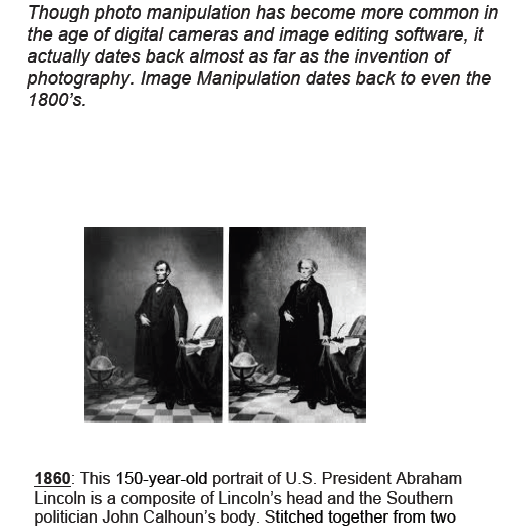 Though photo manipulation has become more common in
the age of digital cameras and image editing software, it
actually dates back almost as far as the invention of
photography. Image Manipulation dates back to even the
1800's.
1860: This 150-year-old portrait of U.S. President Abraham
Lincoln is a composite of Lincoln's head and the Southern
politician John Calhoun's body. Stitched together from two